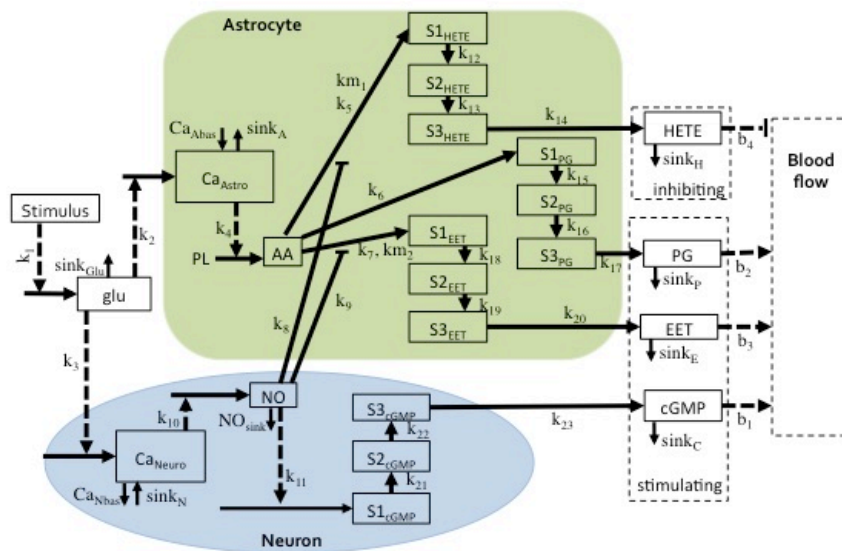 Astrocyte
S1HETE
k12
km1
k5
S2HETE
k13
S3HETE
k14
HETE
b4
sinkH
inhibiting
Blood
flow
CaAbas
sinkA
CaAstro
k2
k4
k6
S1PG
k15
S2PG
k16
S3PG
k17
PG
b2
sinkP
Stimulus
k1
sinkGlu
glu
PL
AA
k7, km2
S1EET
k18
S2EET
k19
S3EET
k20
EET
b3
sinkE
k8
k9
k3
k10
NO
NOsink
k11
CaNeuro
CaNbas
sinkN
S3cGMP
k22
S2cGMP
k21
S1cGMP
k23
cGMP
b1
sinkC
stimulating
Neuron